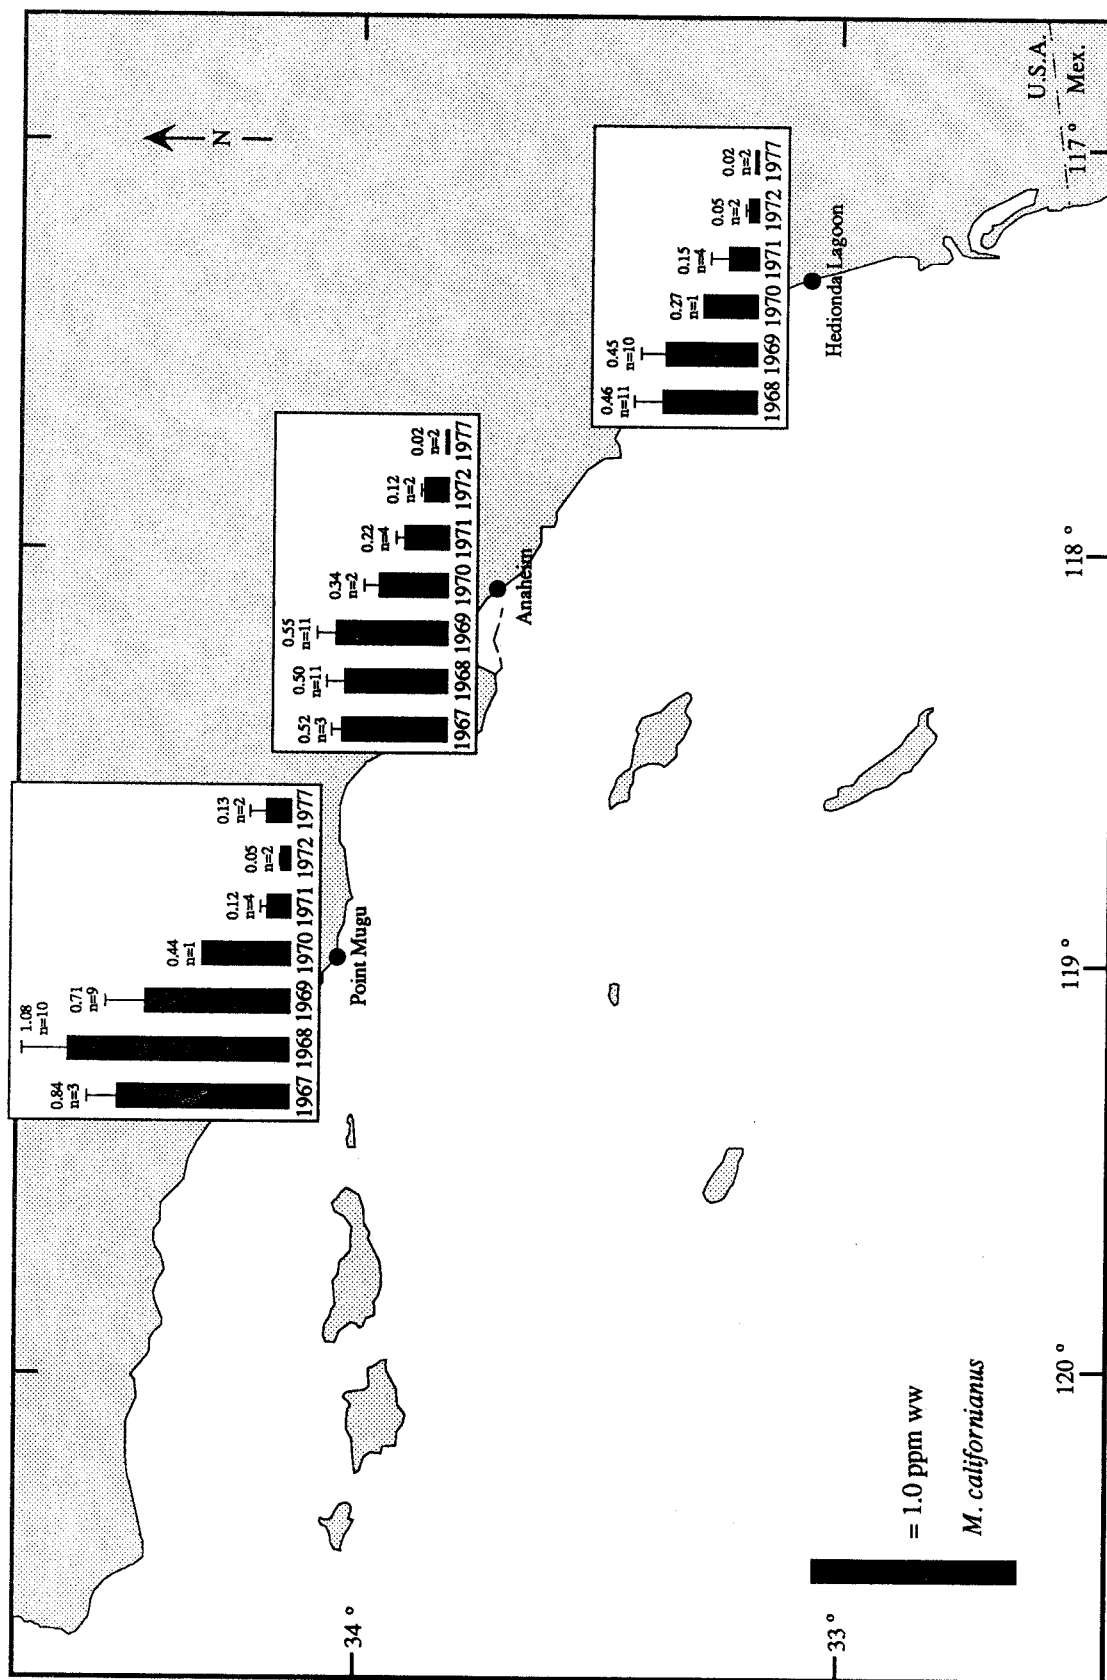 N
U.S.A.
Mex.
1.08
n=10
0.84
n=3
0.71
n=9
0.44
n=1
0.12
n=4
0.05
n=2
0.13
n=2
1967 1968 1969 1970 1971 1972 1977
Point Mugu
0.52
n=3
0.50
n=11
0.55
n=11
0.34
n=2
0.22
n=4
0.12
n=2
0.02
n=2
1967 1968 1969 1970 1971 1972 1977
Anaheim
0.46
n=11
0.45
n=10
0.27
n=1
0.15
n=4
0.05
n=2
0.02
n=2
1968 1969 1970 1971 1972 1977
Hedionda Lagoon
34 °
33 °
= 1.0 ppm ww
M. californianus
120 °
119 °
118 °
117 °